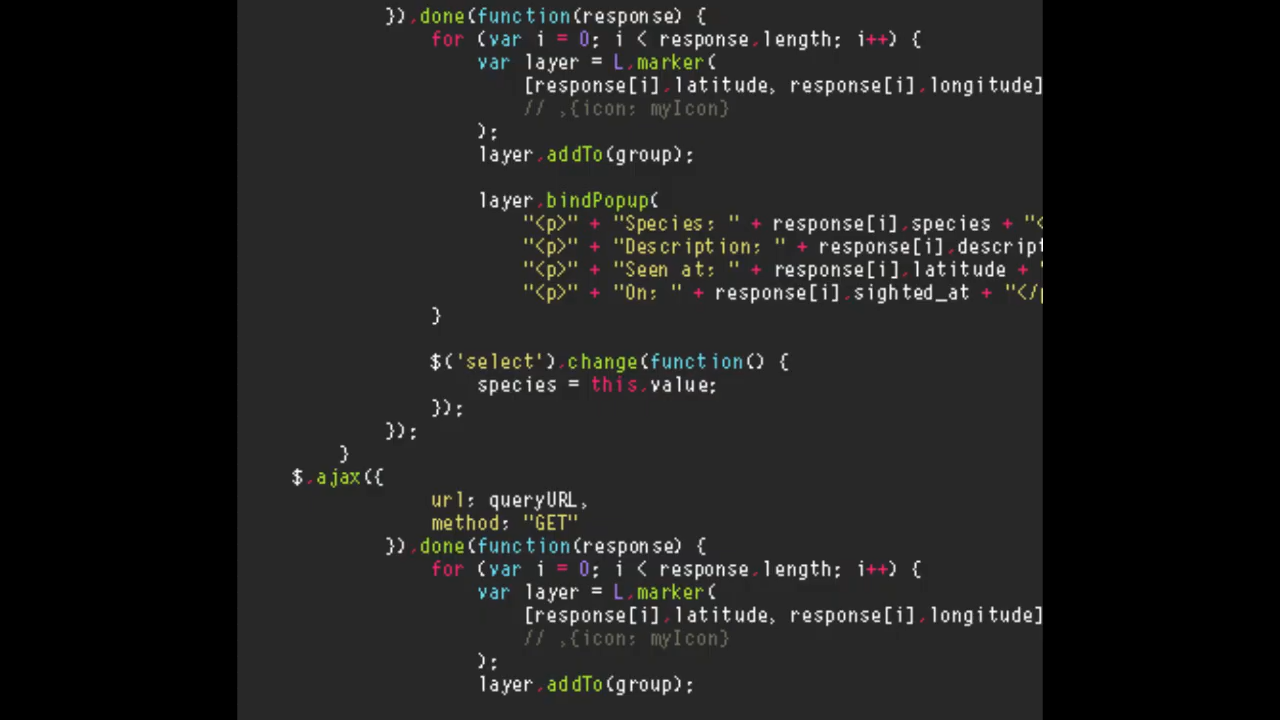 }).done(function(response) {
for (var i = 0; i < response.length; i++) {
var layer = L.marker(
[response[i].latitude, response[i].longitude]
// ,{icon: myIcon}
);
layer.addTo(group);
layer.bindPopup(
"<p>" + "Species: " + response[i].species + "<
"<p>" + "Description: " + response[i].descript
"<p>" + "Seen at: " + response[i].latitude + "
"<p>" + "On: " + response[i].sighted_at + "</p
}
$('select').change(function() {
species = this.value;
});
});
}
$.ajax({
url: queryURL,
method: "GET"
}).done(function(response) {
for (var i = 0; i < response.length; i++) {
var layer = L.marker(
[response[i].latitude, response[i].longitude]
// ,{icon: myIcon}
);
layer.addTo(group);